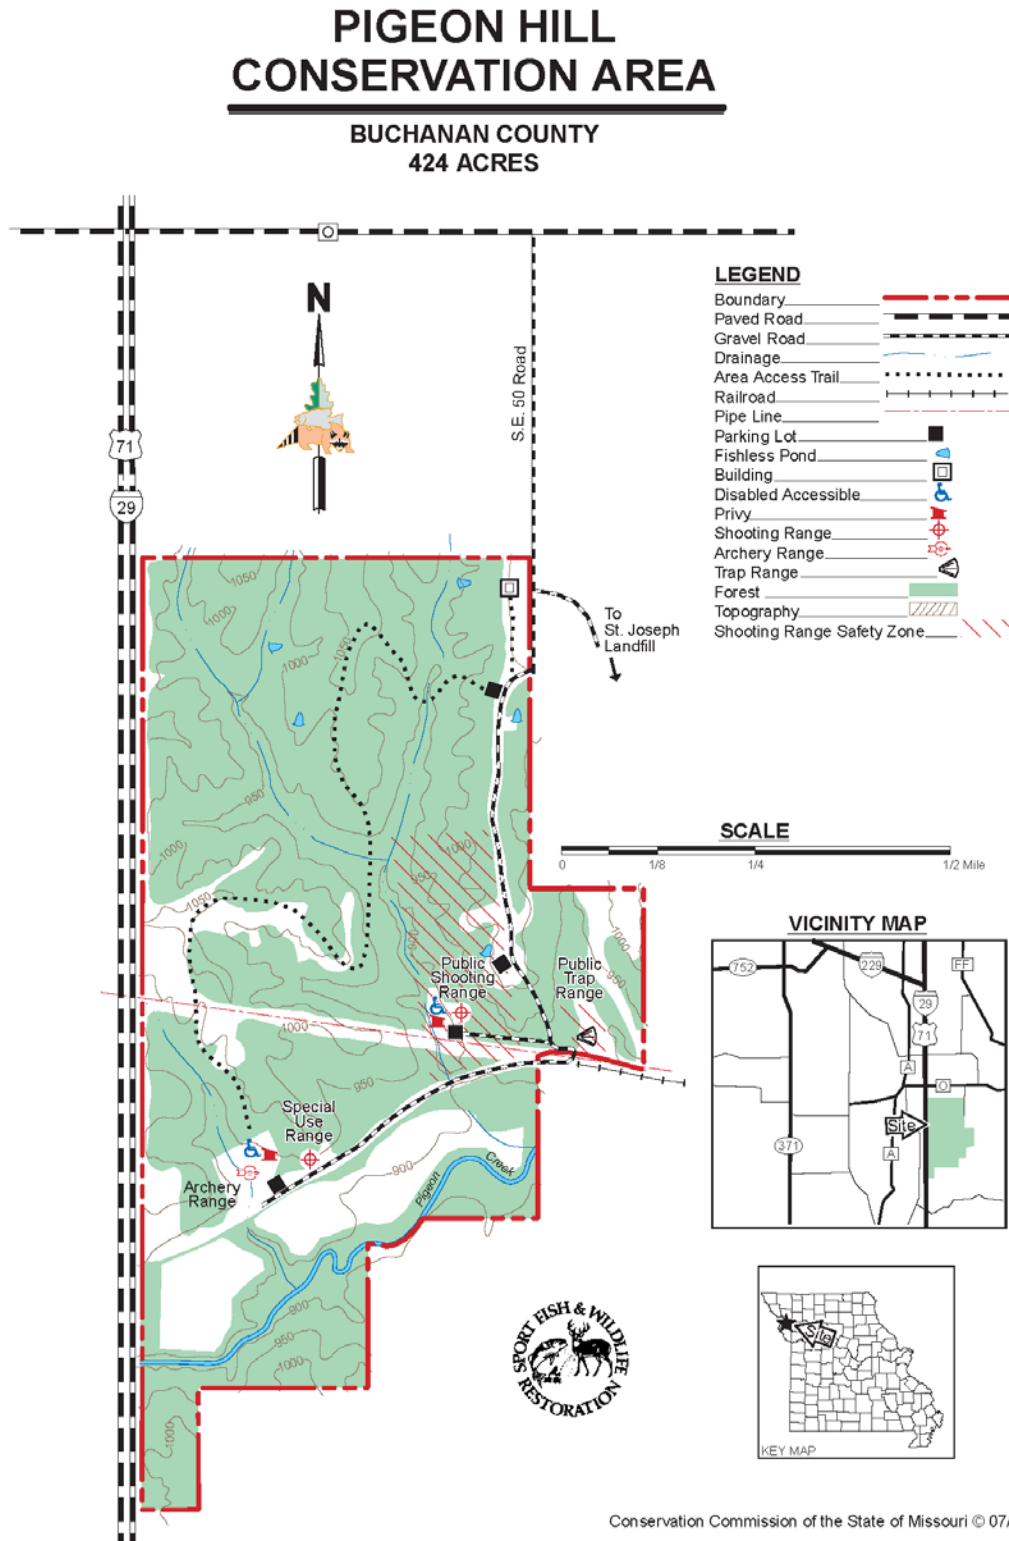 PIGEON HILL
CONSERVATION AREA
BUCHANAN COUNTY
424 ACRES
O
N
S.E. 50 Road
71
29
To
St. Joseph
Landfill
LEGEND
Boundary
Paved Road
Gravel Road
Drainage
Area Access Trail
Railroad
Pipe Line
Parking Lot
Fishless Pond
Building
Disabled Accessible
Privy
Shooting Range
Archery Range
Trap Range
Forest
Topography
Shooting Range Safety Zone
1050
1000
1050
1000
950
1000
1000
950
1050
900
1000
950
Public
Shooting
Range
Public
Trap
Range
1000
950
Special
Use
Range
Archery
Range
900
Pigeon
Creek
900
950
1000
1000
SCALE
0
1/8
1/4
1/2 Mile
VICINITY MAP
752
229
FF
29
71
A
O
Site
371
A
SPORT FISH & WILDLIFE
RESTORATION
Site
KEY MAP
Conservation Commission of the State of Missouri © 07/